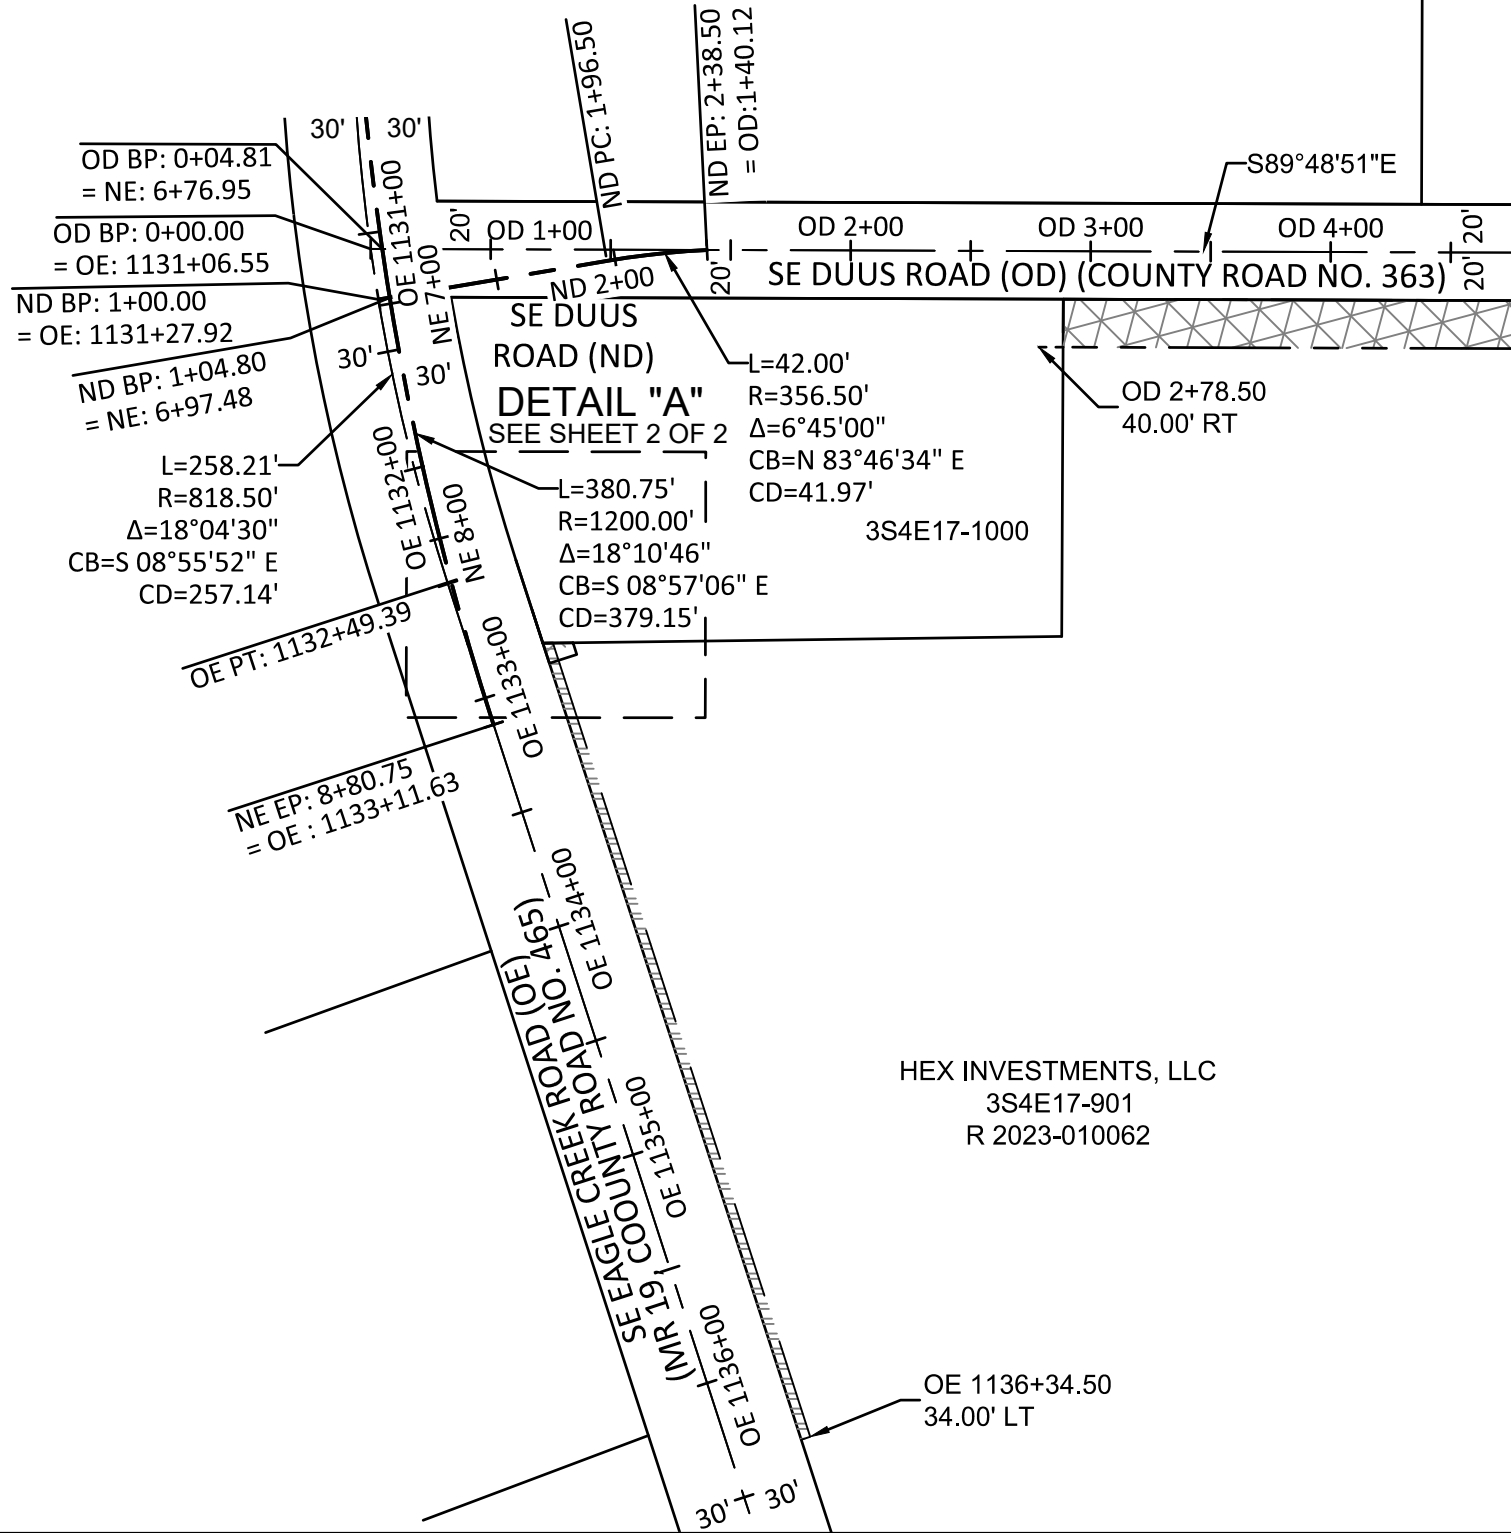 ND PC: 1+96.50
ND EP: 2+38.50
= OD:1+40.12
30'
30'
OD BP: 0+04.81
= NE: 6+76.95
OD BP: 0+00.00
= OE: 1131+06.55
ND BP: 1+00.00
= OE: 1131+27.92
ND BP: 1+04.80
= NE: 6+97.48
OE 1131+00
NE 7+00
20'
OD 1+00
ND 2+00
20'
OD 2+00
OD 3+00
OD 4+00
20'
20'
S89°48'51"E
SE DUUS ROAD (OD) (COUNTY ROAD NO. 363)
SE DUUS
ROAD (ND)
DETAIL "A"
SEE SHEET 2 OF 2
30'
30'
L=42.00'
R=356.50'
Δ=6°45'00"
CB=N 83°46'34" E
CD=41.97'
OD 2+78.50
40.00' RT
L=258.21'
R=818.50'
Δ=18°04'30"
CB=S 08°55'52" E
CD=257.14'
OE 1132+00
NE 8+00
L=380.75'
R=1200.00'
Δ=18°10'46"
CB=S 08°57'06" E
CD=379.15'
3S4E17-1000
OE PT: 1132+49.39
OE 1133+00
NE EP: 8+80.75
= OE : 1133+11.63
OE 1134+00
SE EAGLE CREEK ROAD (OE)
(MR 19, COOUNTY ROAD NO. 465)
OE 1135+00
HEX INVESTMENTS, LLC
3S4E17-901
R 2023-010062
OE 1136+00
OE 1136+34.50
34.00' LT
30'
30'